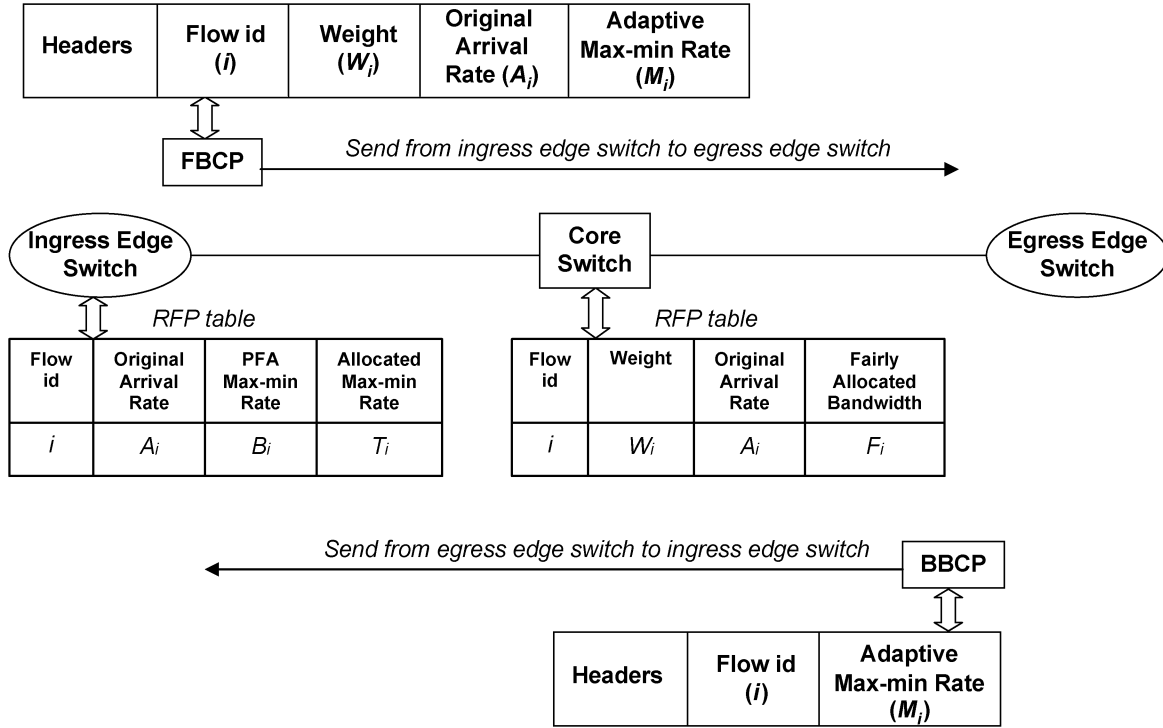 Headers
Flow id
(i)
Weight
(Wi)
Original
Arrival
Rate (Ai)
Adaptive
Max-min Rate
(Mi)
FBCP
Send from ingress edge switch to egress edge switch
Ingress Edge
Switch
Core
Switch
Egress Edge
Switch
RFP table
Flow
id
Original
Arrival
Rate
PFA
Max-min
Rate
Allocated
Max-min
Rate
i
Ai
Bi
Ti
RFP table
Flow
id
Weight
Original
Arrival
Rate
Fairly
Allocated
Bandwidth
i
Wi
Ai
Fi
Send from egress edge switch to ingress edge switch
BBCP
Headers
Flow id
(i)
Adaptive
Max-min Rate
(Mi)